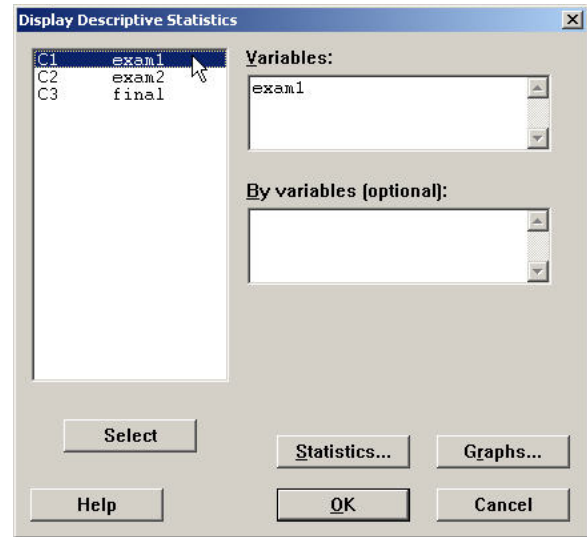 Display Descriptive Statistics
C1 exam1
C2 exam2
C3 final
Variables:
exam1
By variables (optional):
Select
Statistics...
Graphs...
Help
OK
Cancel